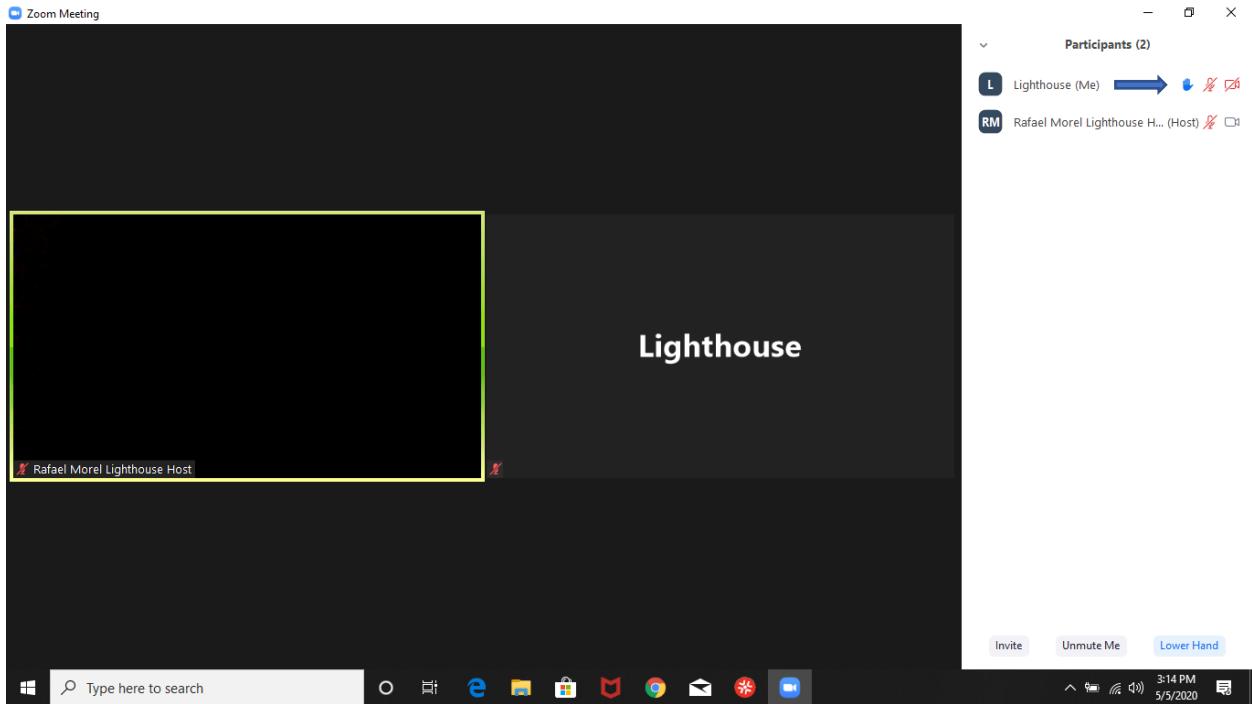 Zoom Meeting
Participants (2)
L Lighthouse (Me)
RM Rafael Morel Lighthouse H... (Host)
Lighthouse
Rafael Morel Lighthouse Host
Invite Unmute Me Lower Hand
Type here to search
3:14 PM
5/5/2020